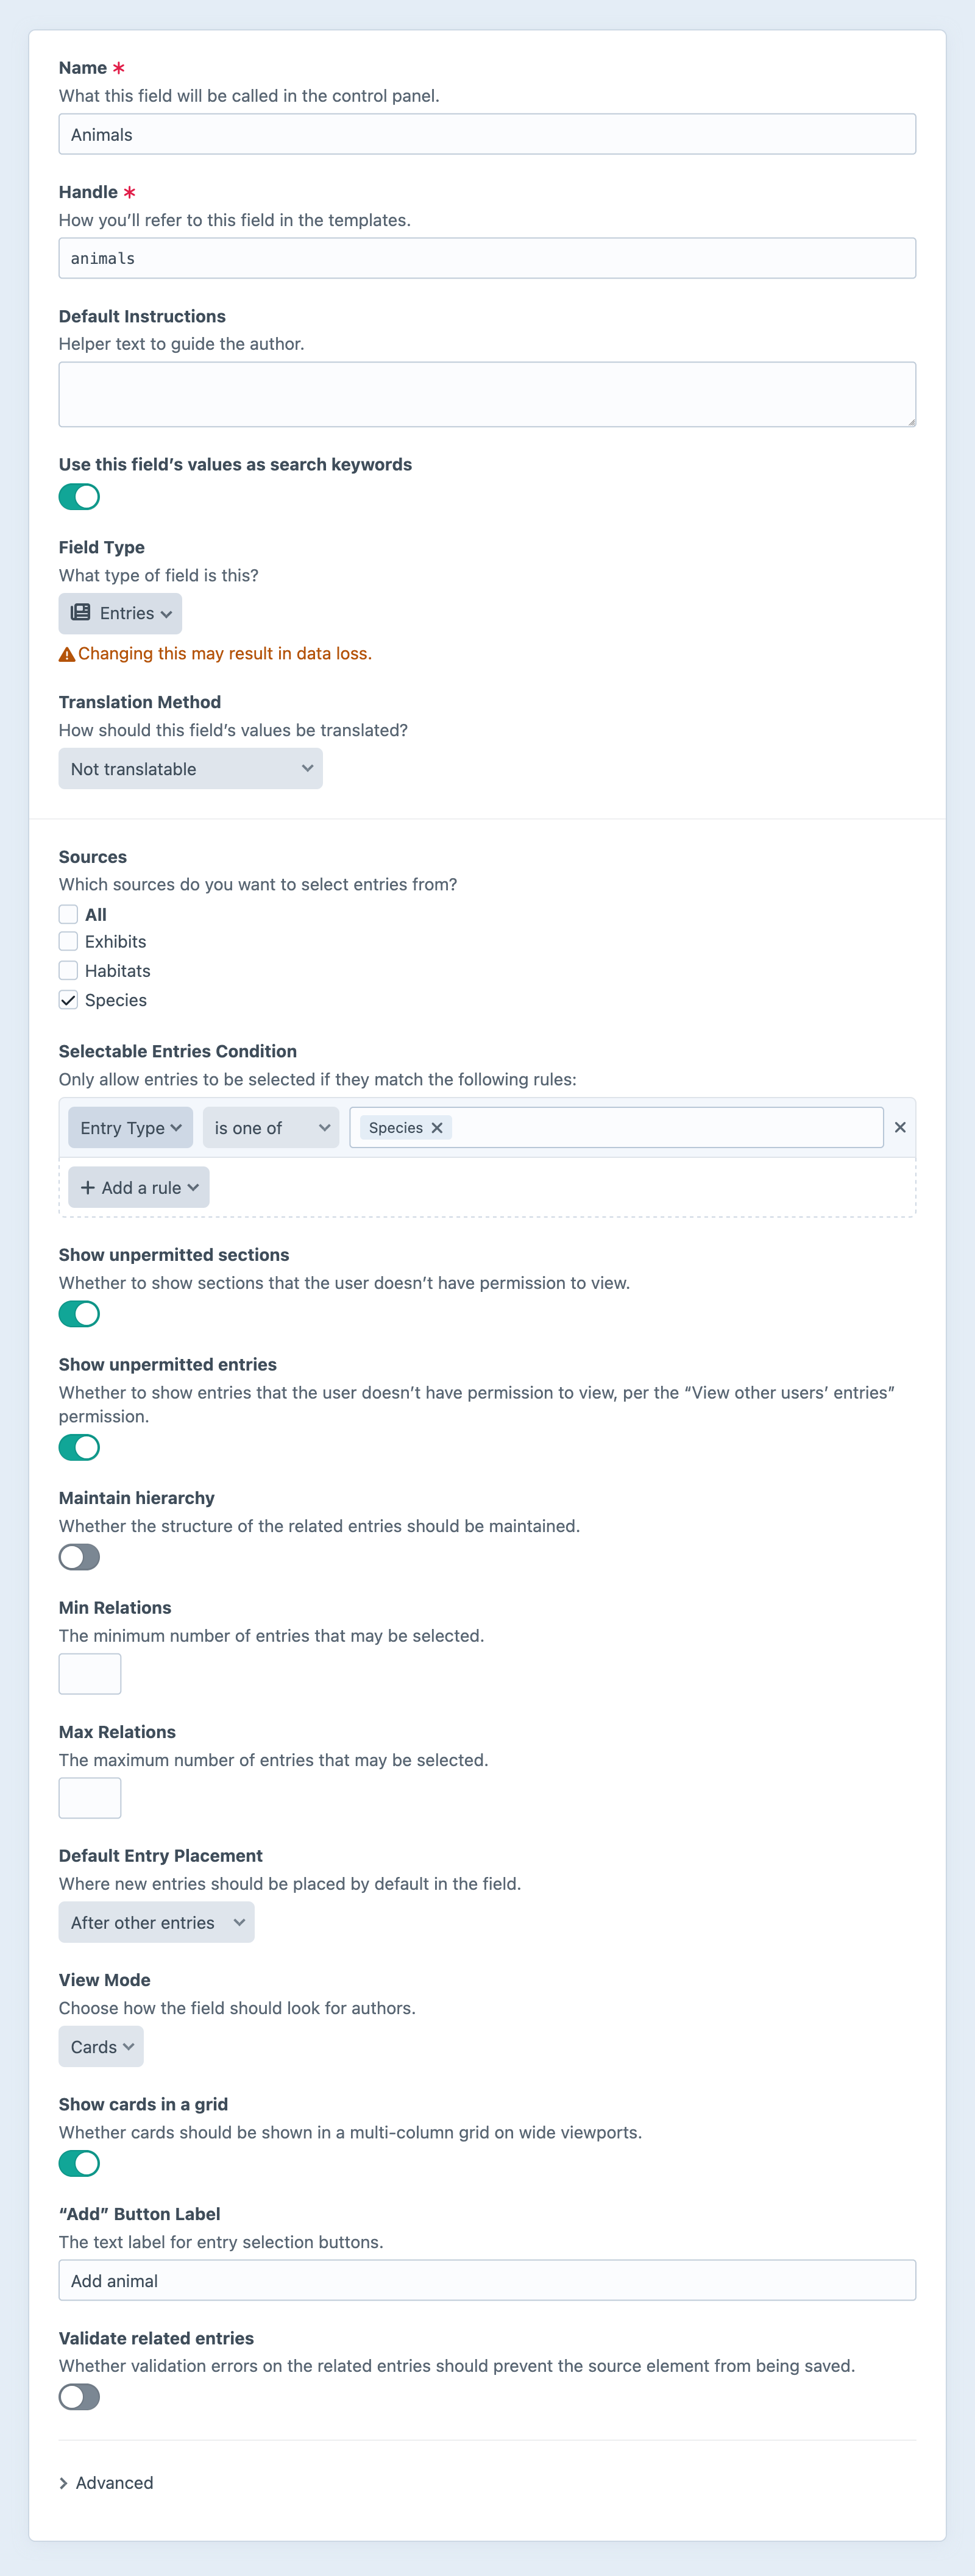 Name *
What this field will be called in the control panel.
Animals
Handle *
How you’ll refer to this field in the templates.
animals
Default Instructions
Helper text to guide the author.
Use this field’s values as search keywords
Field Type
What type of field is this?
Entries
Changing this may result in data loss.
Translation Method
How should this field’s values be translated?
Not translatable
Sources
Which sources do you want to select entries from?
All
Exhibits
Habitats
Species
Selectable Entries Condition
Only allow entries to be selected if they match the following rules:
Entry Type is one of Species
Add a rule
Show unpermitted sections
Whether to show sections that the user doesn’t have permission to view.
Show unpermitted entries
Whether to show entries that the user doesn’t have permission to view, per the “View other users’ entries”
permission.
Maintain hierarchy
Whether the structure of the related entries should be maintained.
Min Relations
The minimum number of entries that may be selected.
Max Relations
The maximum number of entries that may be selected.
Default Entry Placement
Where new entries should be placed by default in the field.
After other entries
View Mode
Choose how the field should look for authors.
Cards
Show cards in a grid
Whether cards should be shown in a multi-column grid on wide viewports.
“Add” Button Label
The text label for entry selection buttons.
Add animal
Validate related entries
Whether validation errors on the related entries should prevent the source element from being saved.
Advanced